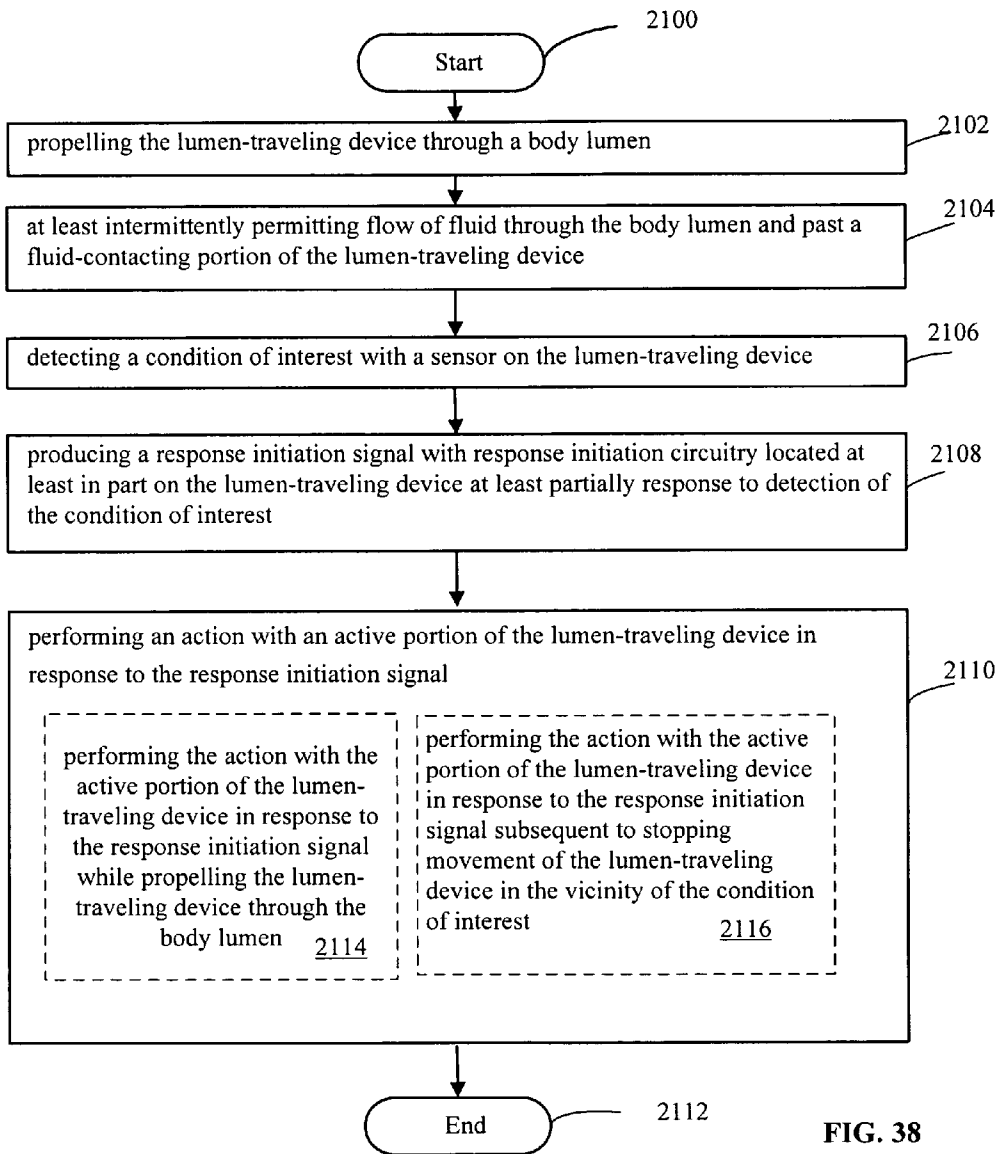 2100
Start
2102
propelling the lumen-traveling device through a body lumen
2104
at least intermittently permitting flow of fluid through the body lumen and past a
fluid-contacting portion of the lumen-traveling device
2106
detecting a condition of interest with a sensor on the lumen-traveling device
producing a response initiation signal with response initiation circuitry located at
least in part on the lumen-traveling device at least partially response to detection of
the condition of interest
2108
performing an action with an active portion of the lumen-traveling device in
response to the response initiation signal
2110
performing the action with the
active portion of the lumen-
traveling device in response to
the response initiation signal
while propelling the lumen-
traveling device through the
body lumen 2114
performing the action with the active
portion of the lumen-traveling device
in response to the response initiation
signal subsequent to stopping
movement of the lumen-traveling
device in the vicinity of the condition
of interest 2116
End
2112
FIG. 38